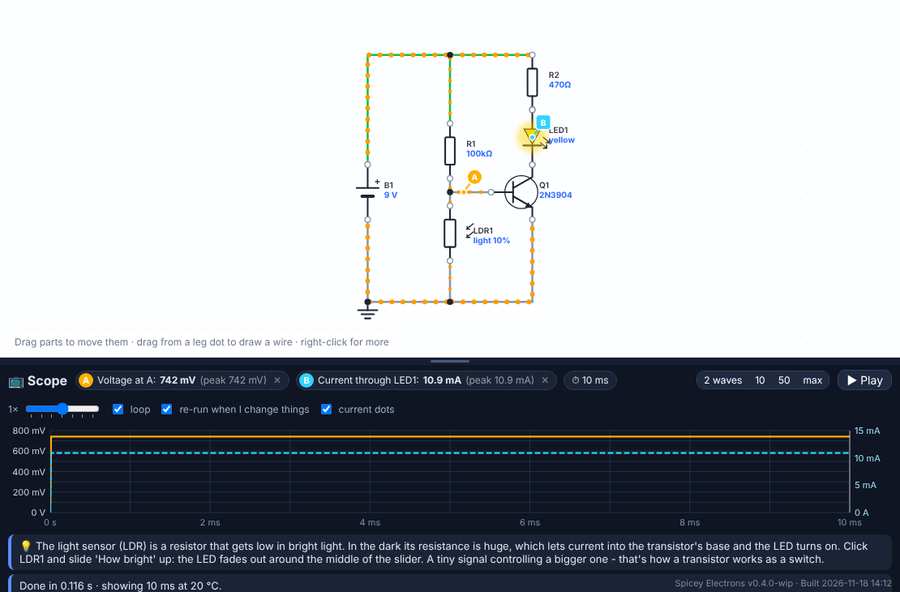 R2
470Ω
B
LED1
yellow
R1
100kΩ
A
+
B1
9 V
Q1
2N3904
LDR1
light 10%
Drag parts to move them · drag from a leg dot to draw a wire · right-click for more
Scope
A Voltage at A: 742 mV (peak 742 mV) ×
B Current through LED1: 10.9 mA (peak 10.9 mA) ×
10 ms
2 waves 10 50 max
Play
1×
loop
re-run when I change things
current dots
800 mV
600 mV
400 mV
200 mV
0 V
15 mA
10 mA
5 mA
0 A
0 s 2 ms 4 ms 6 ms 8 ms 10 ms
The light sensor (LDR) is a resistor that gets low in bright light. In the dark its resistance is huge, which lets current into the transistor's base and the LED turns on. Click
LDR1 and slide 'How bright' up: the LED fades out around the middle of the slider. A tiny signal controlling a bigger one - that's how a transistor works as a switch.
Done in 0.116 s · showing 10 ms at 20 °C.
Spicey Electrons v0.4.0-wip · Built 2026-11-18 14:12